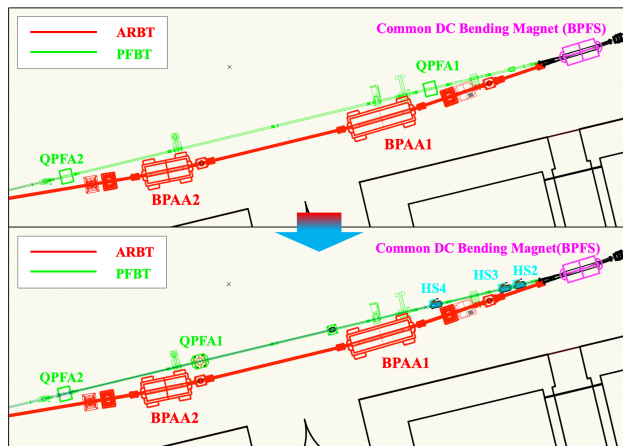 ARBT
PFBT
Common DC Bending Magnet (BPFS)
QPFA1
QPFA2
BPAA1
BPAA2
ARBT
PFBT
Common DC Bending Magnet(BPFS)
HS4
HS3
HS2
QPFA1
QPFA2
BPAA1
BPAA2